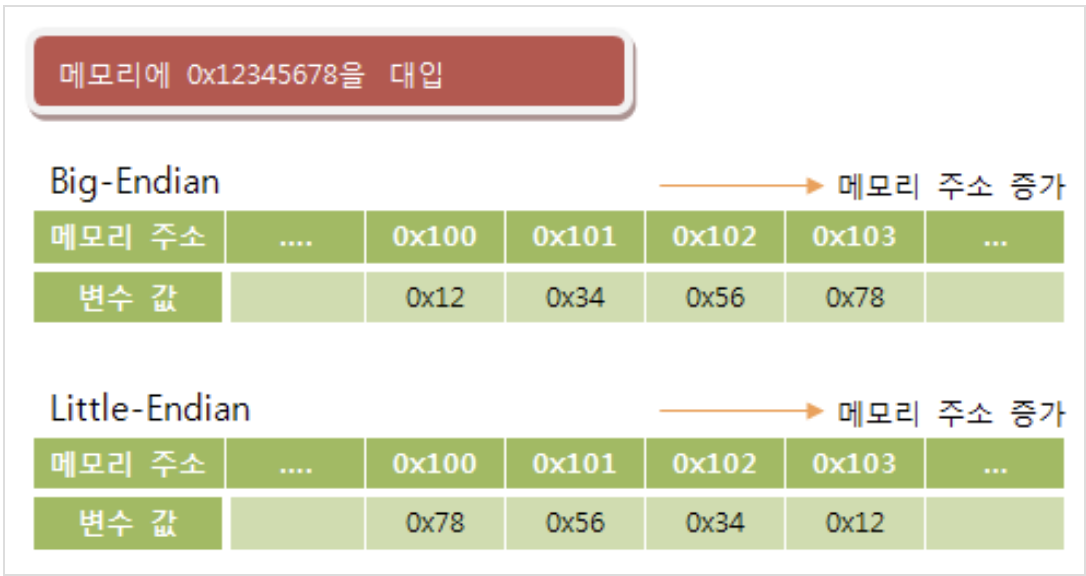 메모리에 0x12345678을 대입
Big-Endian
메모리 주소 증가
메모리 주소 .... 0x100 0x101 0x102 0x103 ...
변수 값 0x12 0x34 0x56 0x78
Little-Endian
메모리 주소 증가
메모리 주소 .... 0x100 0x101 0x102 0x103 ...
변수 값 0x78 0x56 0x34 0x12